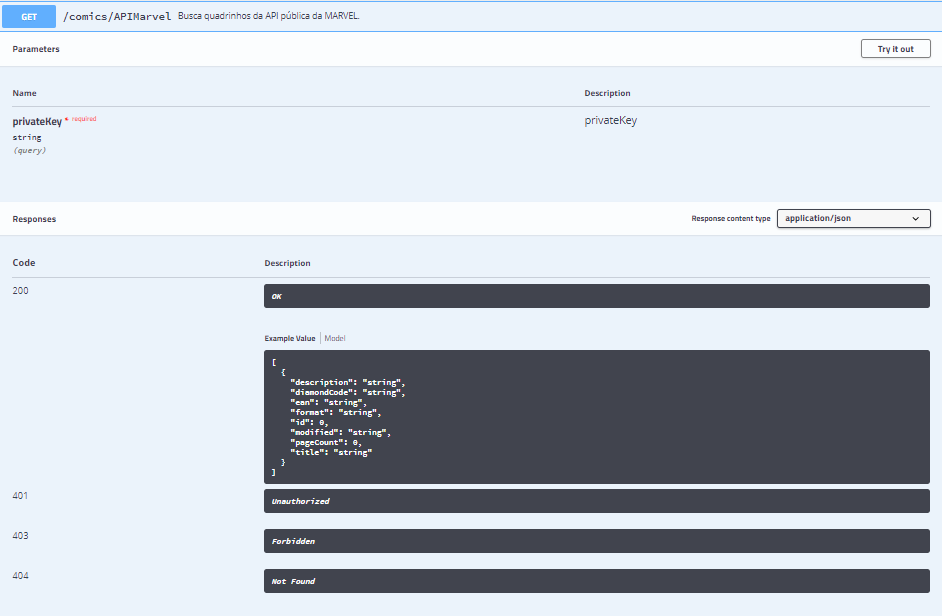 GET /comics/APIMarvel Busca quadrinhos da API pública da MARVEL.
Parameters Try it out
Name Description
privateKey * required privateKey
string
(query)
Responses Response content type application/json
Code Description
200 OK
Example Value Model
[
  {
    "description": "string",
    "diamondCode": "string",
    "ean": "string",
    "format": "string",
    "id": 0,
    "modified": "string",
    "pageCount": 0,
    "title": "string"
  }
]
401 Unauthorized
403 Forbidden
404 Not Found